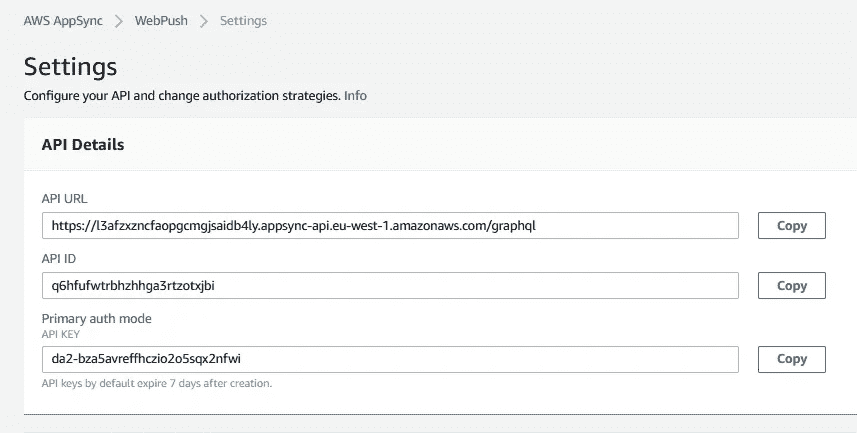 AWS AppSync > WebPush > Settings
Settings
Configure your API and change authorization strategies. Info
API Details
API URL
https://l3afzxzncfaopgcmgjsaidb4ly.appsync-api.eu-west-1.amazonaws.com/graphql Copy
API ID
q6hfufwtrbhzhhga3rtzotxjbi Copy
Primary auth mode
API KEY
da2-bza5avreffhczio2o5sqx2nfwi Copy
API keys by default expire 7 days after creation.